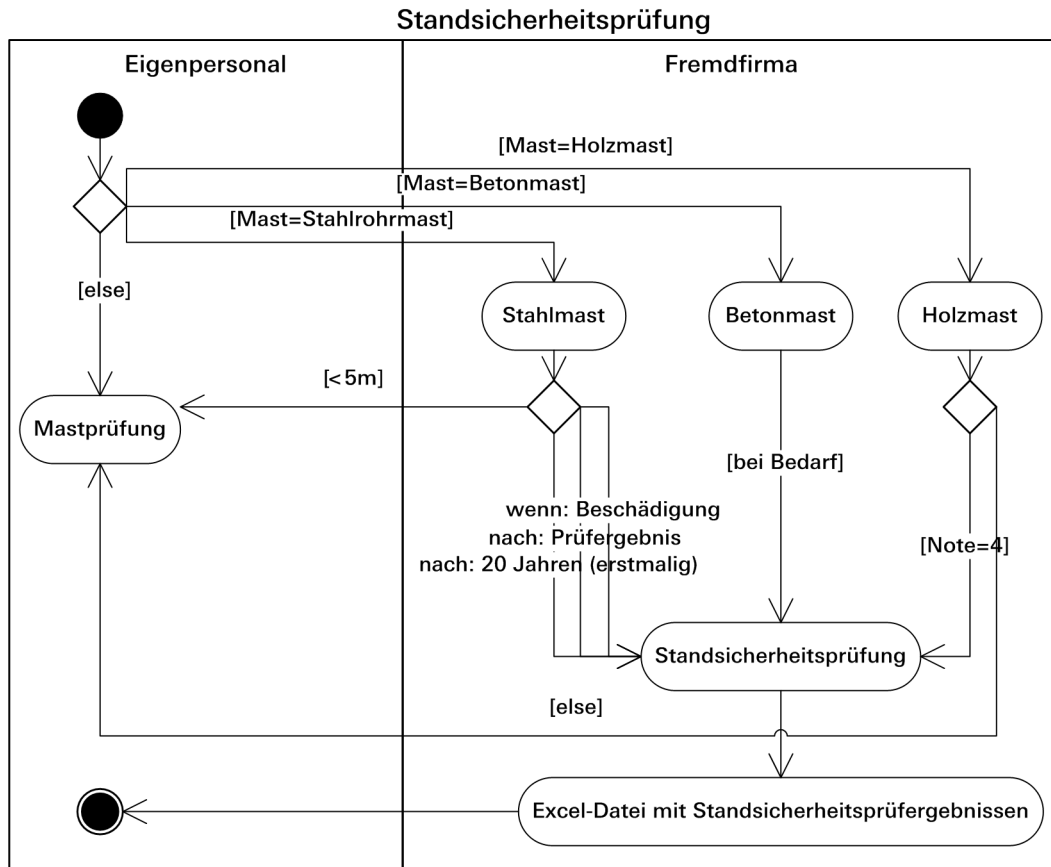 Standsicherheitsprüfung
Eigenpersonal
Fremdfirma
[Mast=Holzmast]
[Mast=Betonmast]
[Mast=Stahlrohrmast]
[else]
Stahlmast
Betonmast
Holzmast
[<5m]
Mastprüfung
[bei Bedarf]
wenn: Beschädigung
nach: Prüfergebnis
nach: 20 Jahren (erstmalig)
[Note=4]
Standsicherheitsprüfung
[else]
Excel-Datei mit Standsicherheitsprüfergebnissen